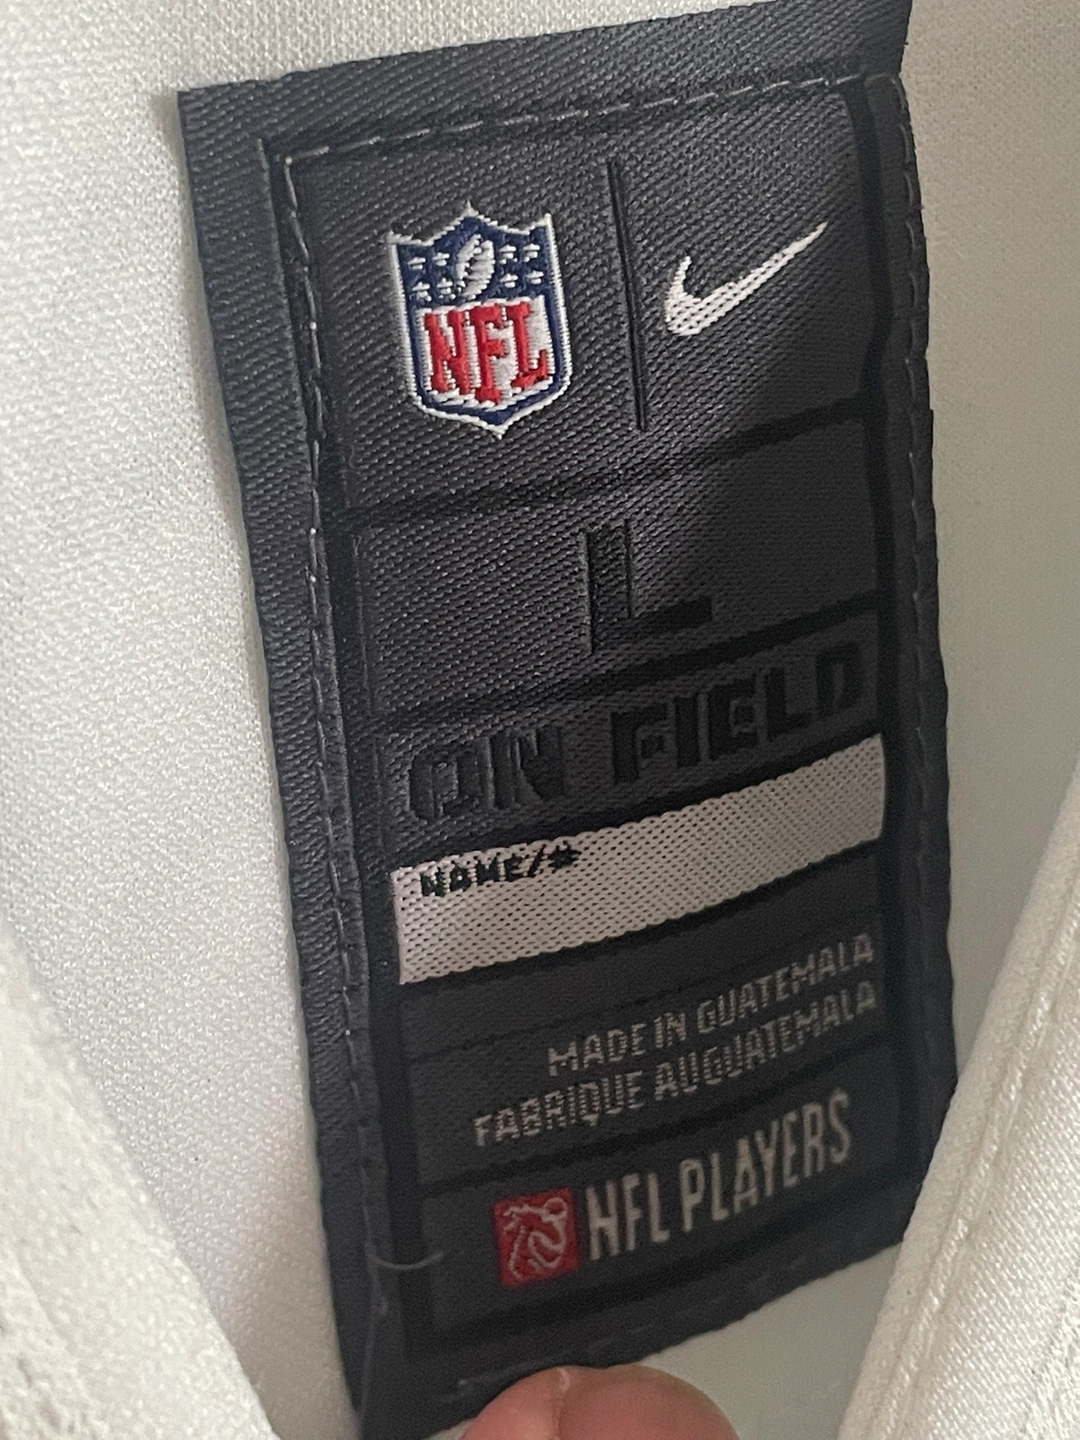 NFL
L
ON FIELD
NAME/#
MADE IN GUATEMALA
FABRIQUE AUGUATEMALA
NFL PLAYERS